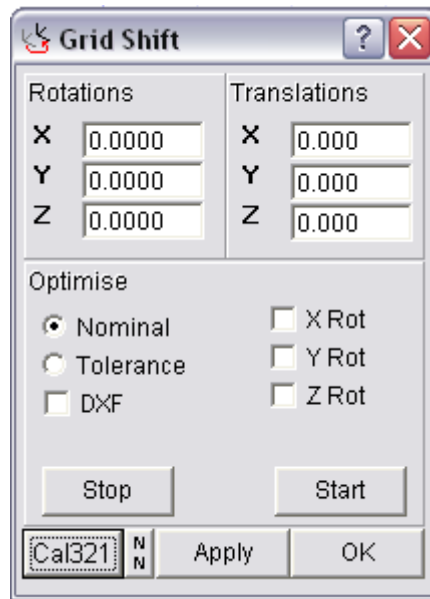 Grid Shift
Rotations
X 0.0000
Y 0.0000
Z 0.0000
Translations
X 0.000
Y 0.000
Z 0.000
Optimise
Nominal
Tolerance
DXF
X Rot
Y Rot
Z Rot
Stop Start
Cal321 N N Apply OK